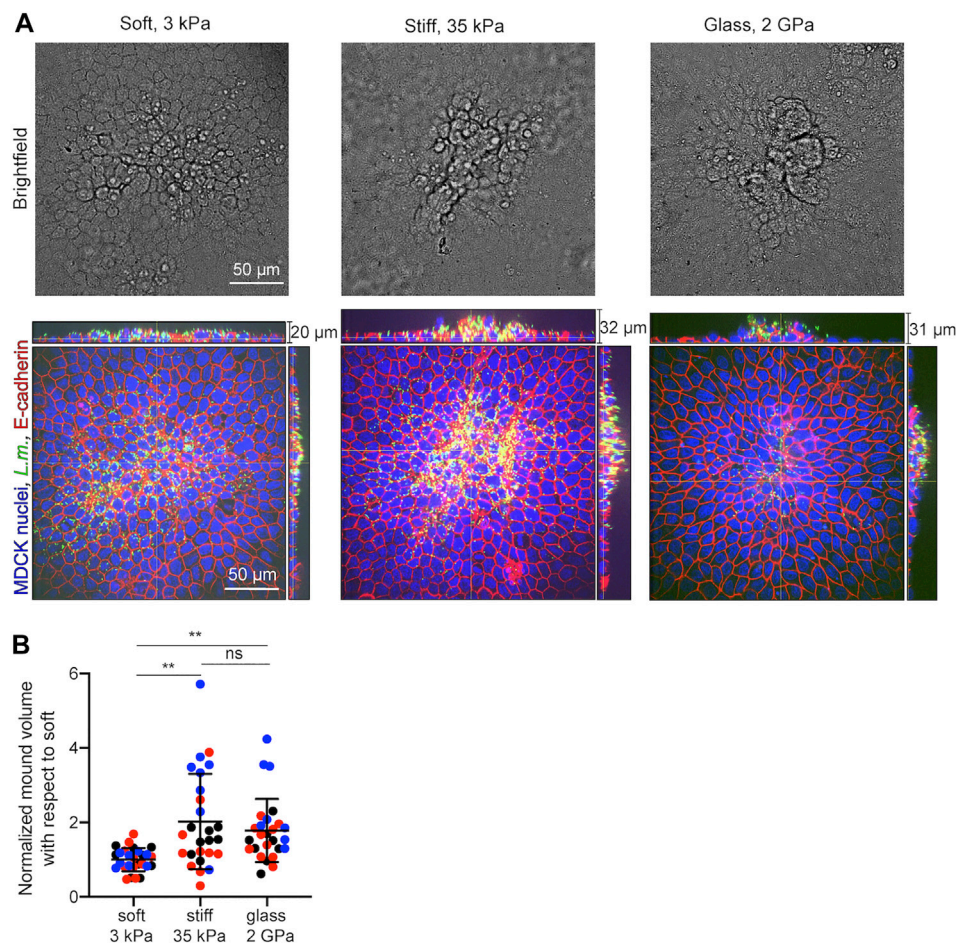 A
Soft, 3 kPa
Stiff, 35 kPa
Glass, 2 GPa
Brightfield
50 µm
20 µm
32 µm
31 µm
MDCK nuclei, L.m., E-cadherin
50 µm
B
**
**
ns
Normalized mound volume
with respect to soft
6
4
2
0
soft
3 kPa
stiff
35 kPa
glass
2 GPa